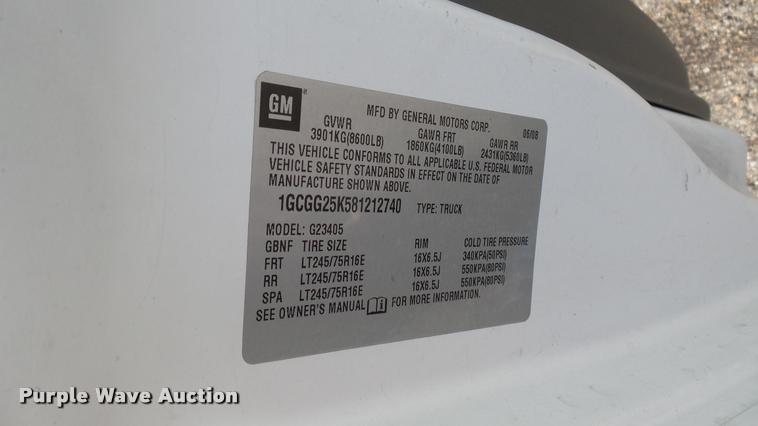 GM
MFD BY GENERAL MOTORS CORP. 06/08
GVWR GAWR FRT GAWR RR
3901KG(8600LB) 1860KG(4100LB) 2431KG(5360LB)
THIS VEHICLE CONFORMS TO ALL APPLICABLE U.S. FEDERAL MOTOR
VEHICLE SAFETY STANDARDS IN EFFECT ON THE DATE OF
MANUFACTURE SHOWN ABOVE.
1GCGG25K581212740 TYPE: TRUCK
MODEL: G23405
GBNF TIRE SIZE RIM COLD TIRE PRESSURE
FRT LT245/75R16E 16X6.5J 340KPA(50PSI)
RR LT245/75R16E 16X6.5J 550KPA(80PSI)
SPA LT245/75R16E 16X6.5J 550KPA(80PSI)
SEE OWNER'S MANUAL FOR MORE INFORMATION.
Purple Wave Auction
Purple Wave Auction